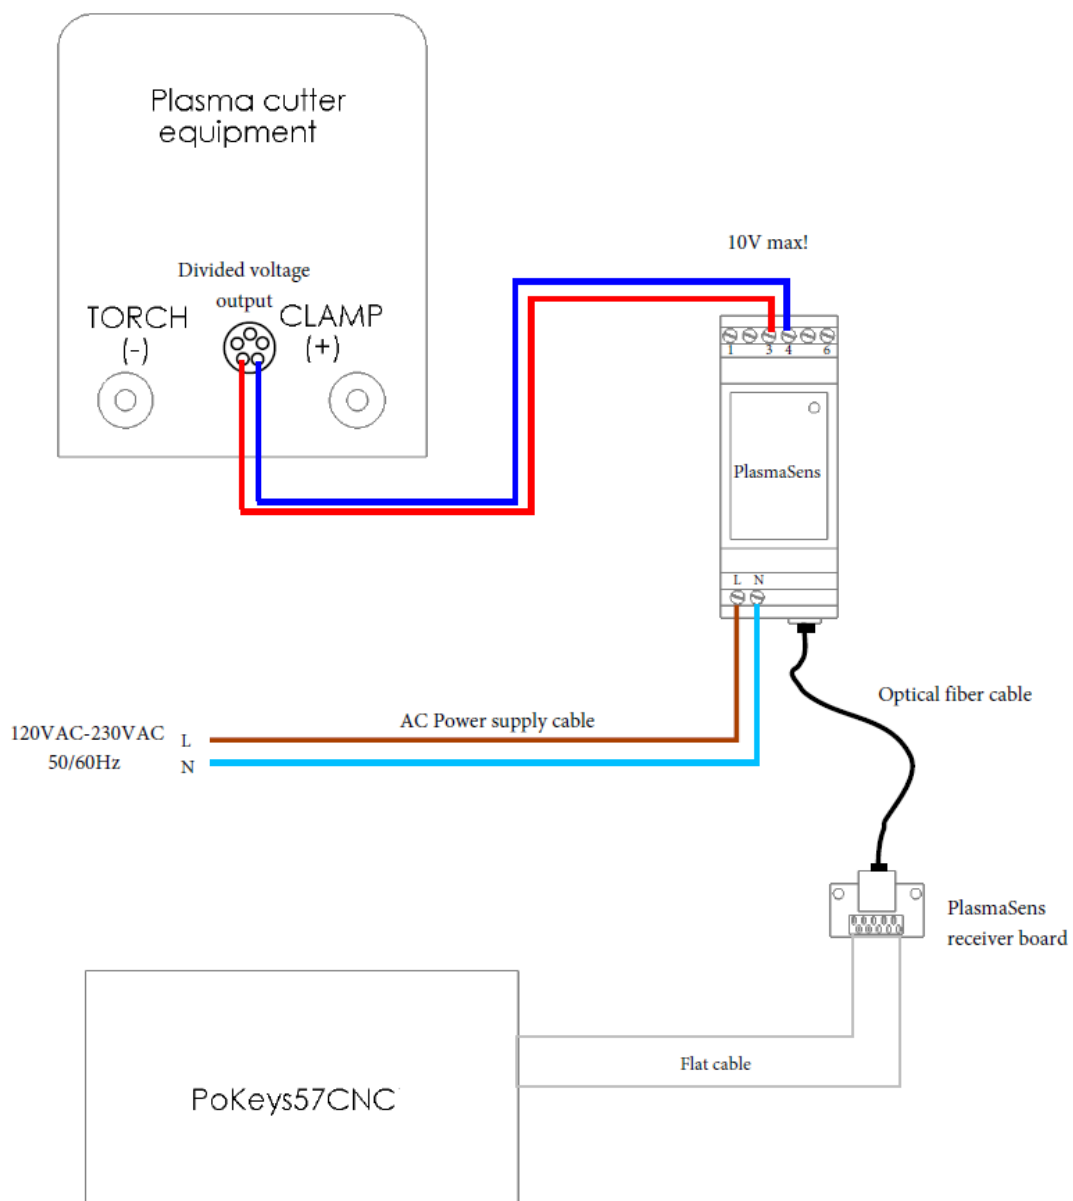 Plasma cutter
equipment
10V max!
Divided voltage
output
TORCH
(-)
CLAMP
(+)
1 3 4 6
PlasmaSens
L N
Optical fiber cable
AC Power supply cable
120VAC-230VAC
50/60Hz
L
N
PlasmaSens
receiver board
Flat cable
PoKeys57CNC